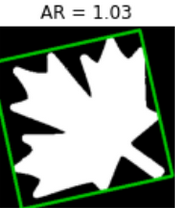 AR = 1.03